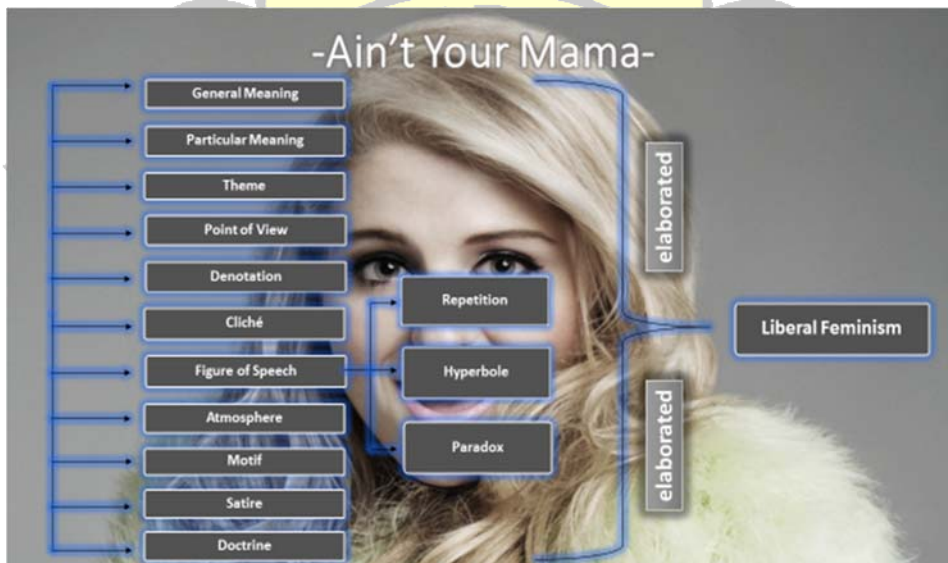 -Ain't Your Mama-
General Meaning
Particular Meaning
Theme
Point of View
Denotation
Cliché
Figure of Speech
Atmosphere
Motif
Satire
Doctrine
Repetition
Hyperbole
Paradox
elaborated
elaborated
Liberal Feminism